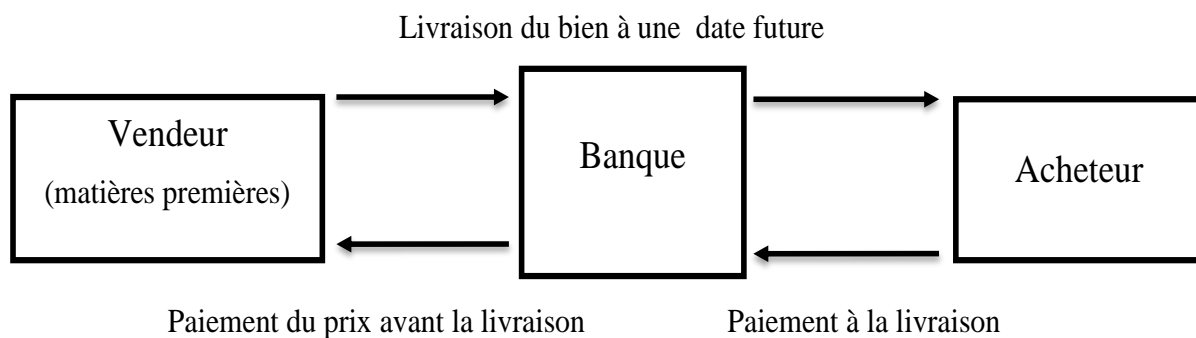 Livraison du bien à une date future
Vendeur
(matières premières)
Banque
Acheteur
Paiement du prix avant la livraison
Paiement à la livraison